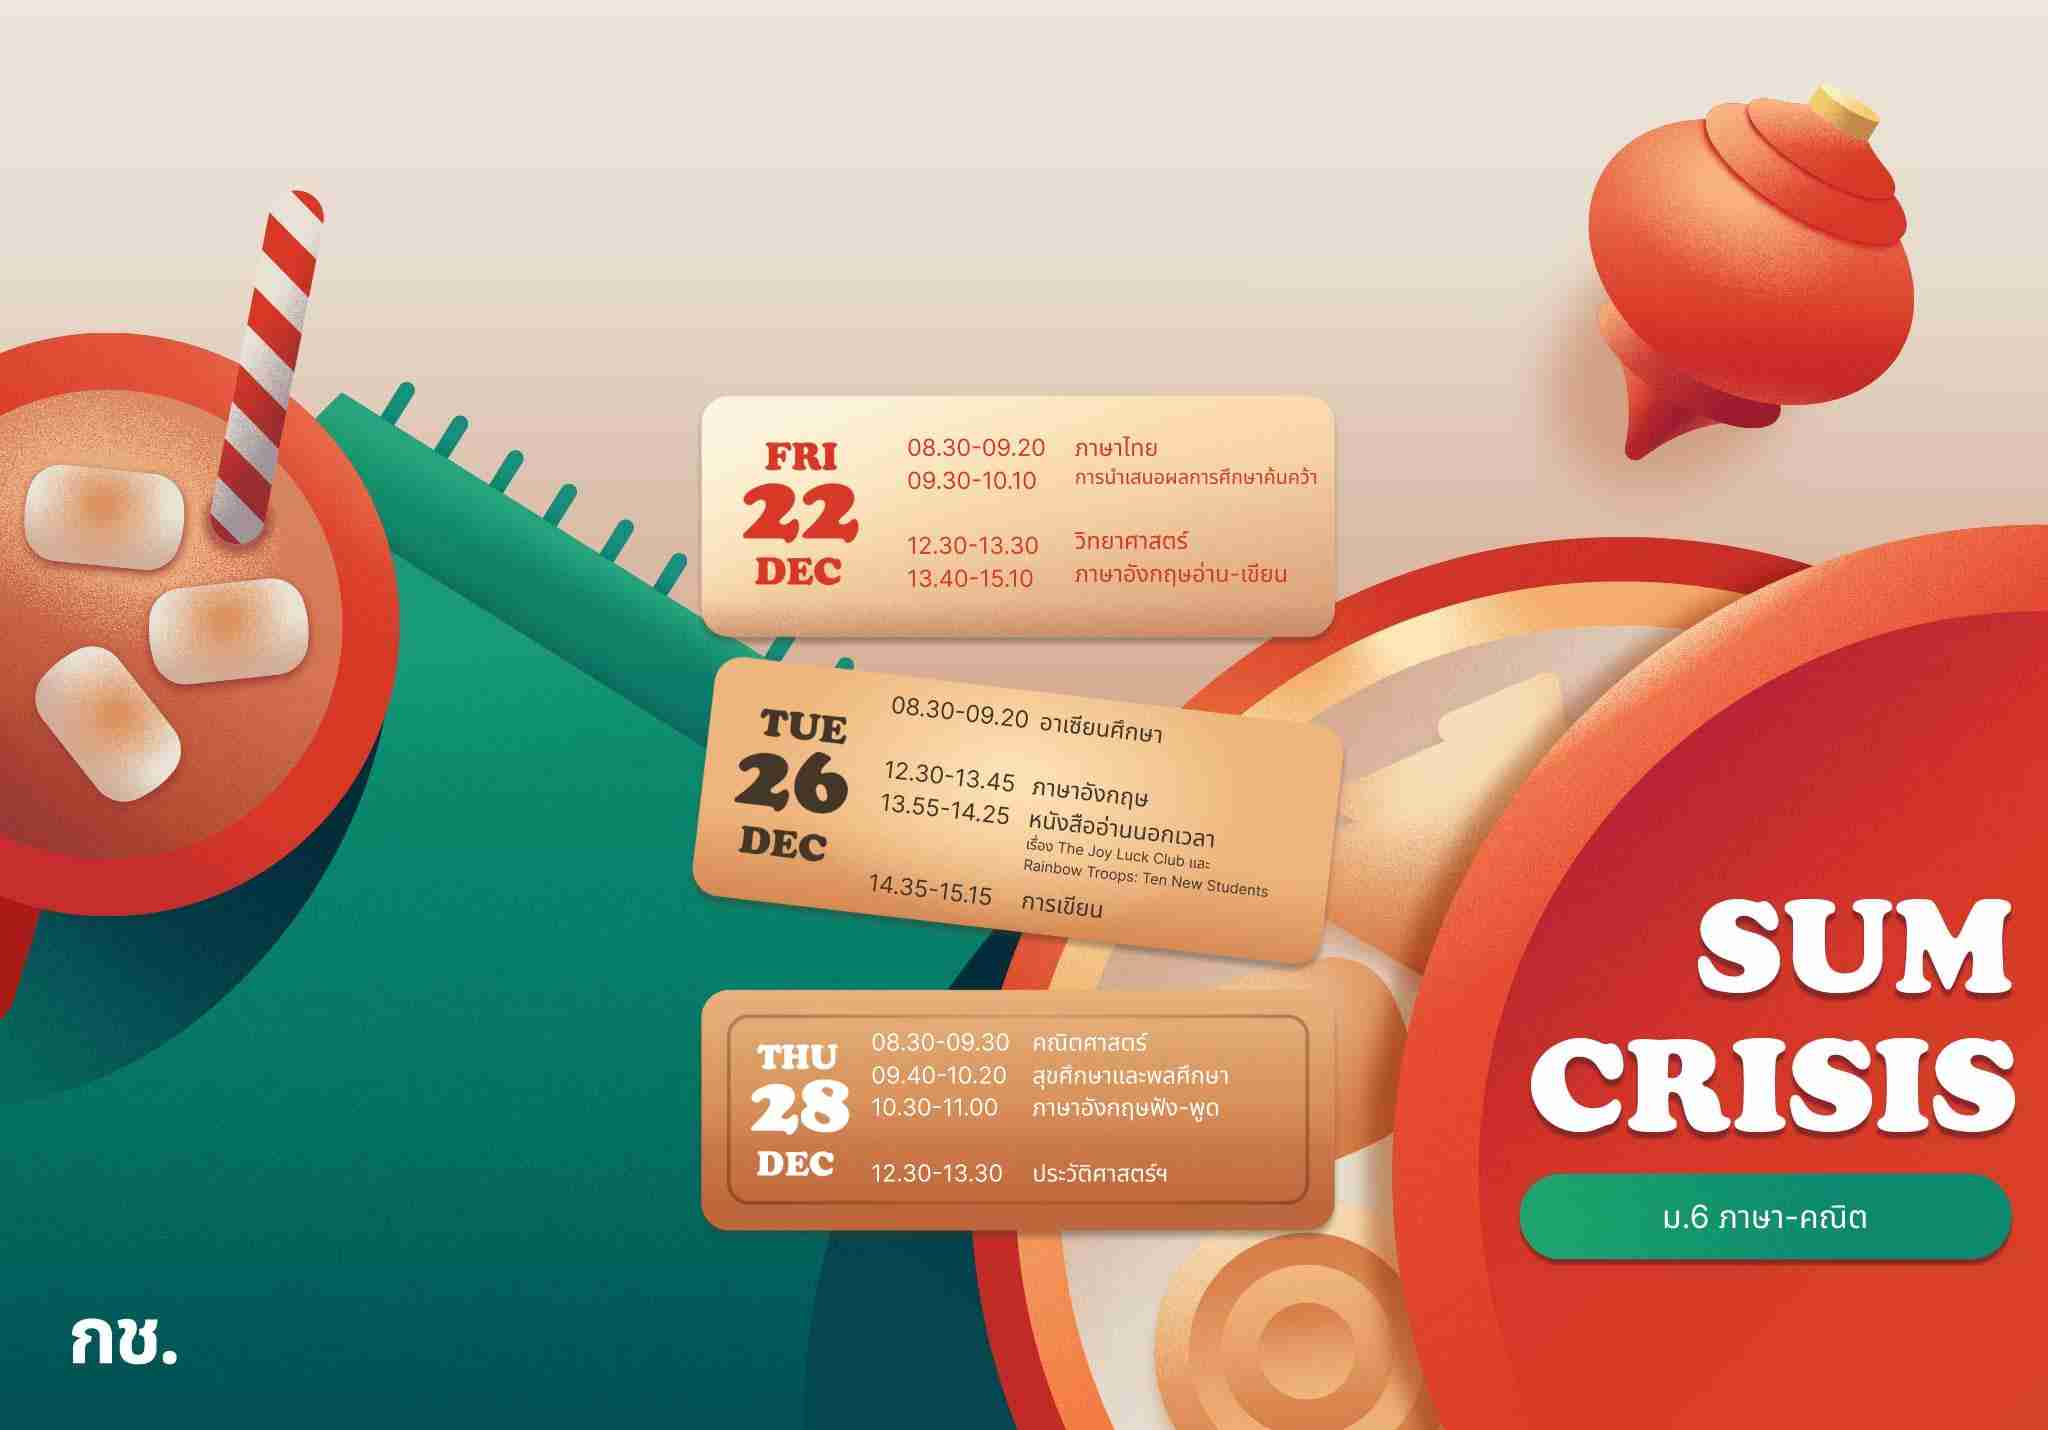 FRI
22
DEC
08.30-09.20 ภาษาไทย
09.30-10.10 การนำเสนอผลการศึกษาค้นคว้า
12.30-13.30 วิทยาศาสตร์
13.40-15.10 ภาษาอังกฤษอ่าน-เขียน
TUE
26
DEC
08.30-09.20 อาเซียนศึกษา
12.30-13.45 ภาษาอังกฤษ
13.55-14.25 หนังสืออ่านนอกเวลา
เรื่อง The Joy Luck Club และ
Rainbow Troops: Ten New Students
14.35-15.15 การเขียน
THU
28
DEC
08.30-09.30 คณิตศาสตร์
09.40-10.20 สุขศึกษาและพลศึกษา
10.30-11.00 ภาษาอังกฤษฟัง-พูด
12.30-13.30 ประวัติศาสตร์ฯ
SUM
CRISIS
ม.6 ภาษา-คณิต
กช.